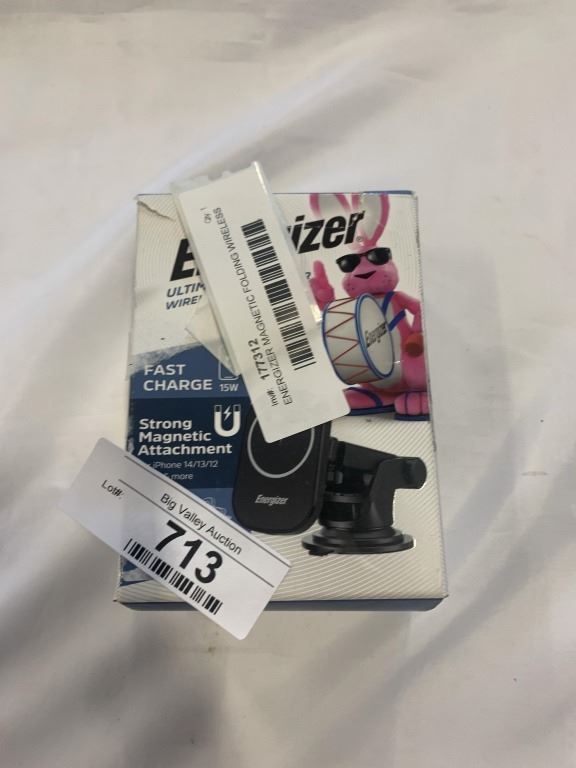 izer
ULTIM
WIRE
FAST
CHARGE
15W
Strong
Magnetic
Attachment
iPhone 14/13/12
more
Energizer
Energizer
Qty 1
Inv#: 177312
ENERGIZER MAGNETIC FOLDING WIRELESS
Big Valley Auction
Lot#:
713